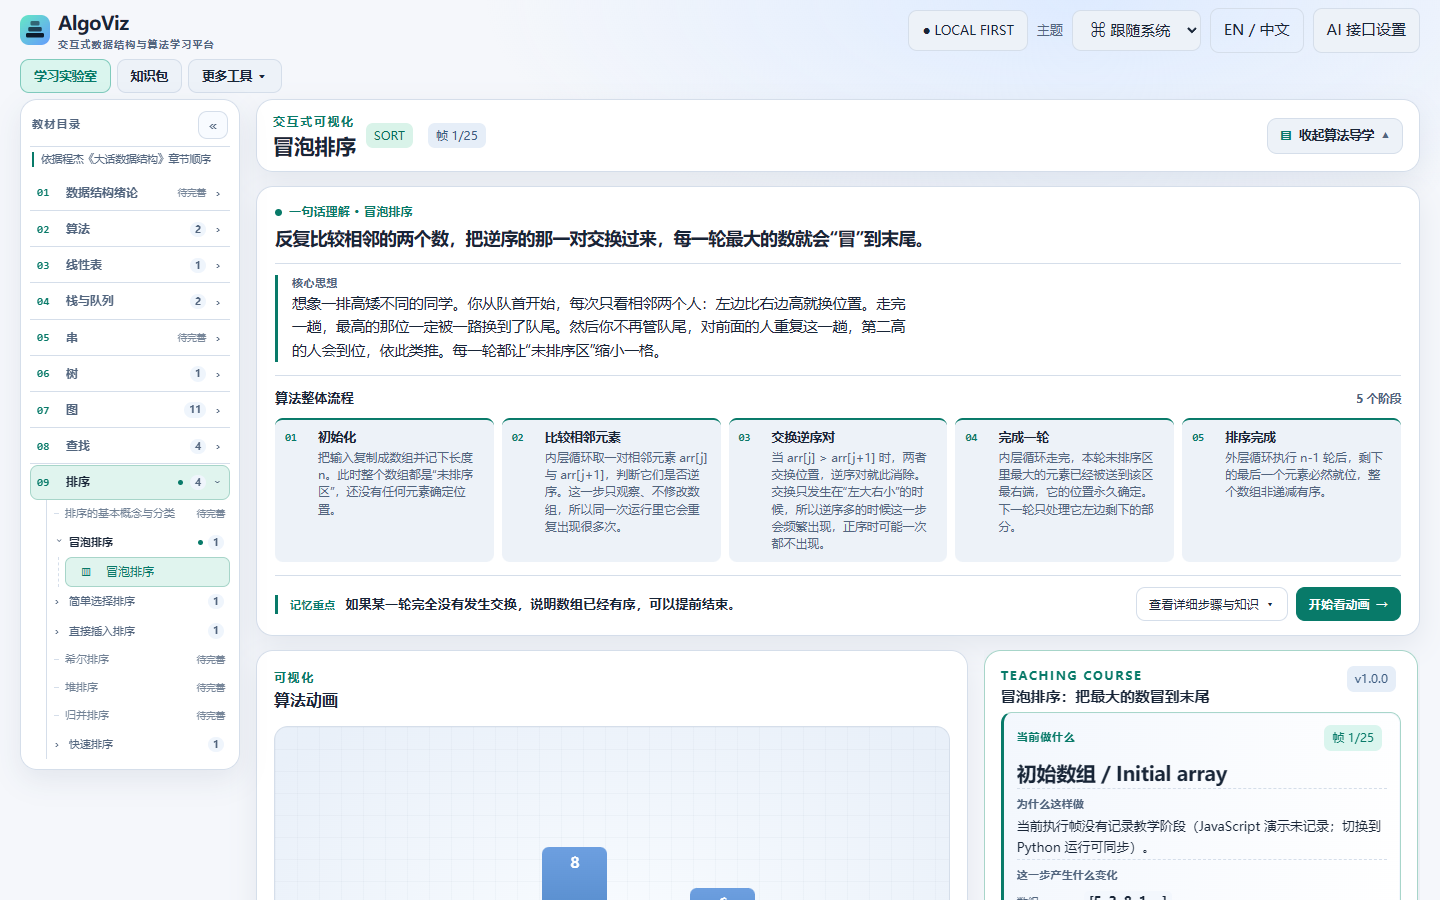 AlgoViz
交互式数据结构与算法学习平台
● LOCAL FIRST
主题
⌘ 跟随系统
EN / 中文
AI 接口设置
学习实验室
知识包
更多工具 ▾
教材目录
«
依据程杰《大话数据结构》章节顺序
01 数据结构绪论 待完善 ›
02 算法 2 ›
03 线性表 1 ›
04 栈与队列 2 ›
05 串 待完善 ›
06 树 1 ›
07 图 11 ›
08 查找 4 ›
09 排序 ● 4
排序的基本概念与分类 待完善
冒泡排序 ● 1
冒泡排序
› 简单选择排序 1
› 直接插入排序 1
希尔排序 待完善
堆排序 待完善
归并排序 待完善
› 快速排序 1
交互式可视化
冒泡排序
SORT
帧 1/25
收起算法导学 ▲
● 一句话理解 • 冒泡排序
反复比较相邻的两个数，把逆序的那一对交换过来，每一轮最大的数就会“冒”到末尾。
核心思想
想象一排高矮不同的同学。你从队首开始，每次只看相邻两个人：左边比右边高就换位置。走完
一趟，最高的那位一定被一路换到了队尾。然后你不再管队尾，对前面的人重复这一趟，第二高
的人会到位，依此类推。每一轮都让“未排序区”缩小一格。
算法整体流程
5 个阶段
01 初始化
把输入复制成数组并记下长度
n。此时整个数组都是“未排序
区”，还没有任何元素确定位
置。
02 比较相邻元素
内层循环取一对相邻元素 arr[j]
与 arr[j+1]，判断它们是否逆
序。这一步只观察、不修改数
组，所以同一次运行里它会重
复出现很多次。
03 交换逆序对
当 arr[j] > arr[j+1] 时，两者
交换位置，逆序对就此消除。
交换只发生在“左大右小”的时
候，所以逆序多的时候这一步
会频繁出现，正序时可能一次
都不出现。
04 完成一轮
内层循环走完，本轮未排序区
里最大的元素已经被送到该区
最右端，它的位置永久确定。
下一轮只处理它左边剩下的部
分。
05 排序完成
外层循环执行 n-1 轮后，剩下
的最后一个元素必然就位，整
个数组非递减有序。
记忆重点 如果某一轮完全没有发生交换，说明数组已经有序，可以提前结束。
查看详细步骤与知识 ▾
开始看动画 →
可视化
算法动画
8
TEACHING COURSE
冒泡排序：把最大的数冒到末尾
v1.0.0
当前做什么
帧 1/25
初始数组 / Initial array
为什么这样做
当前执行帧没有记录教学阶段（JavaScript 演示未记录；切换到
Python 运行可同步）。
这一步产生什么变化